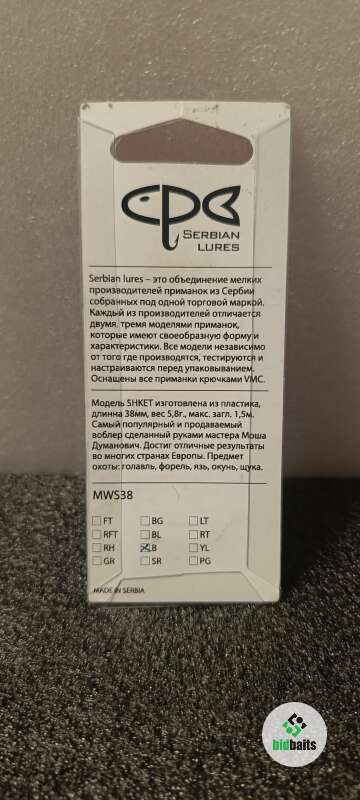 СРБ
SERBIAN
LURES
Serbian lures – это объединение мелких
производителей приманок из Сербии
собранных под одной торговой маркой.
Каждый из производителей отличается
двумя, тремя моделями приманок,
которые имеют своеобразную форму и
характеристики. Все модели независимо
от того где производятся, тестируются и
настраиваются перед упаковыванием.
Оснащены все приманки крючками VMC.
Модель SHKET изготовлена из пластика,
длинна 38мм, вес 5,8г., макс. загл. 1,5м.
Самый популярный и продаваемый
воблер сделанный руками мастера Моша
Думанович. Достиг отличные результаты
во многих странах Европы. Предмет
охоты: голавль, форель, язь, окунь, щука.
MWS38
FT BG LT
RFT BL RT
RH B YL
GR SR PG
MADE IN SERBIA
bidbaits